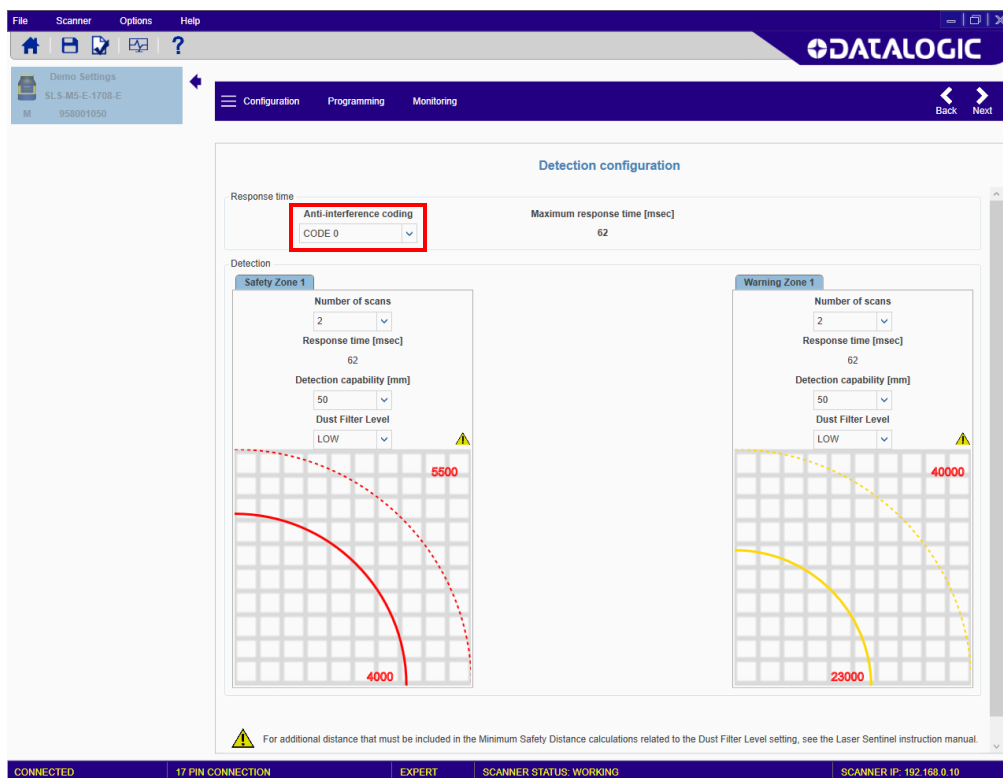 File Scanner Options Help
DATALOGIC
Demo Settings
SLS-M5-E-1708-E
M 958001050
Configuration Programming Monitoring
Back Next
Detection configuration
Response time
Anti-interference coding Maximum response time [msec]
CODE 0 62
Detection
Safety Zone 1 Warning Zone 1
Number of scans Number of scans
2 2
Response time [msec] Response time [msec]
62 62
Detection capability [mm] Detection capability [mm]
50 50
Dust Filter Level Dust Filter Level
LOW LOW
5500 40000
4000 23000
For additional distance that must be included in the Minimum Safety Distance calculations related to the Dust Filter Level setting, see the Laser Sentinel instruction manual.
CONNECTED 17 PIN CONNECTION EXPERT SCANNER STATUS: WORKING SCANNER IP: 192.168.0.10